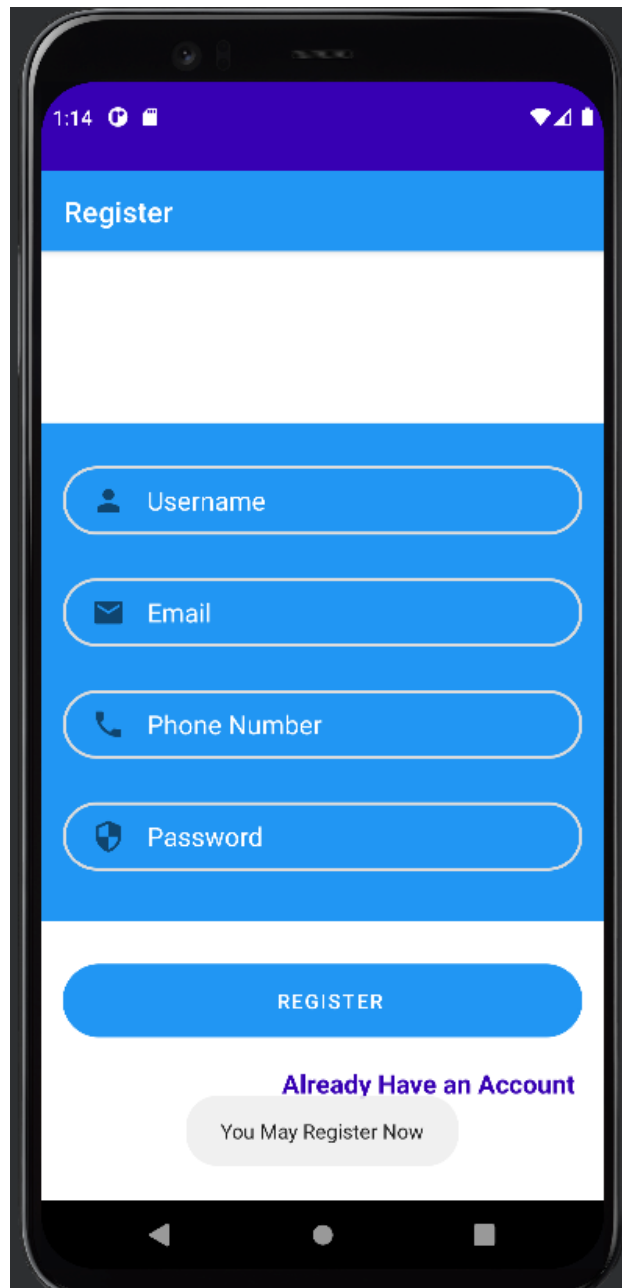 1:14
Register
Username
Email
Phone Number
Password
REGISTER
Already Have an Account
You May Register Now